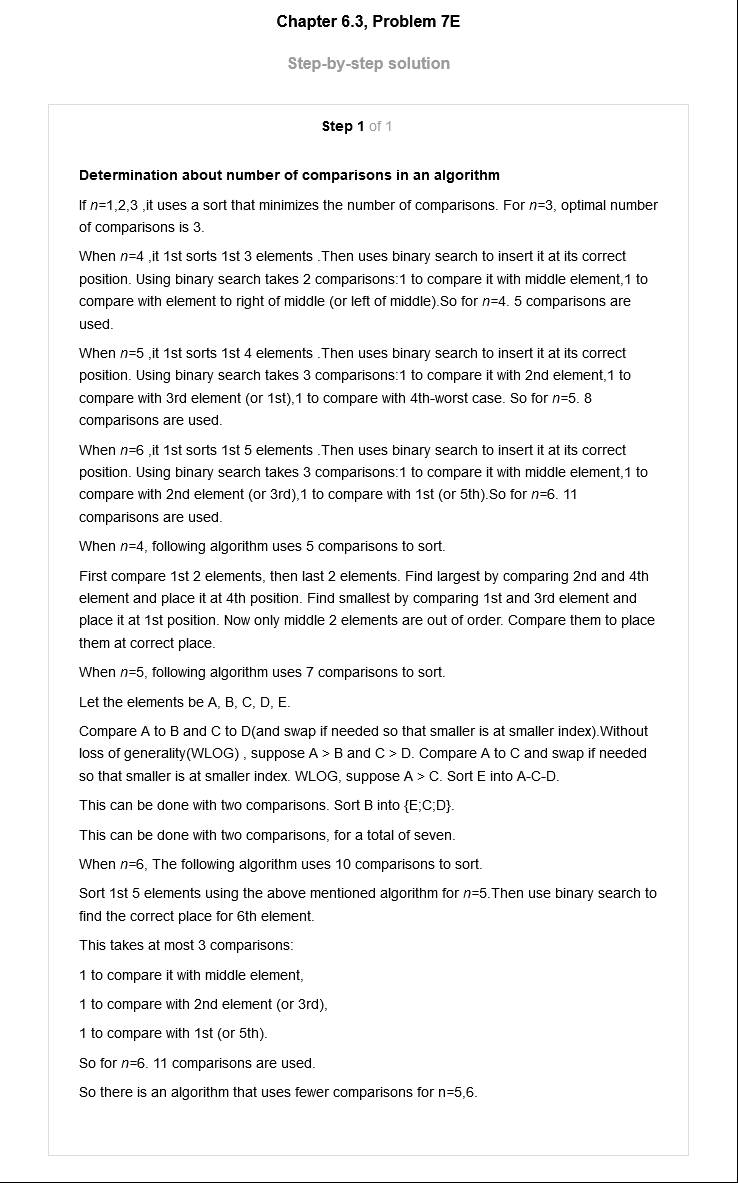 Chapter 6.3, Problem 7E
Step-by-step solution
Step 1 of 1
Determination about number of comparisons in an algorithm
If n=1,2,3 ,it uses a sort that minimizes the number of comparisons. For n=3, optimal number
of comparisons is 3.
When n=4 ,it 1st sorts 1st 3 elements .Then uses binary search to insert it at its correct
position. Using binary search takes 2 comparisons:1 to compare it with middle element,1 to
compare with element to right of middle (or left of middle).So for n=4. 5 comparisons are
used.
When n=5 ,it 1st sorts 1st 4 elements .Then uses binary search to insert it at its correct
position. Using binary search takes 3 comparisons:1 to compare it with 2nd element,1 to
compare with 3rd element (or 1st),1 to compare with 4th-worst case. So for n=5. 8
comparisons are used.
When n=6 ,it 1st sorts 1st 5 elements .Then uses binary search to insert it at its correct
position. Using binary search takes 3 comparisons:1 to compare it with middle element,1 to
compare with 2nd element (or 3rd),1 to compare with 1st (or 5th).So for n=6. 11
comparisons are used.
When n=4, following algorithm uses 5 comparisons to sort.
First compare 1st 2 elements, then last 2 elements. Find largest by comparing 2nd and 4th
element and place it at 4th position. Find smallest by comparing 1st and 3rd element and
place it at 1st position. Now only middle 2 elements are out of order. Compare them to place
them at correct place.
When n=5, following algorithm uses 7 comparisons to sort.
Let the elements be A, B, C, D, E.
Compare A to B and C to D(and swap if needed so that smaller is at smaller index).Without
loss of generality(WLOG) , suppose A > B and C > D. Compare A to C and swap if needed
so that smaller is at smaller index. WLOG, suppose A > C. Sort E into A-C-D.
This can be done with two comparisons. Sort B into {E;C;D}.
This can be done with two comparisons, for a total of seven.
When n=6, The following algorithm uses 10 comparisons to sort.
Sort 1st 5 elements using the above mentioned algorithm for n=5.Then use binary search to
find the correct place for 6th element.
This takes at most 3 comparisons:
1 to compare it with middle element,
1 to compare with 2nd element (or 3rd),
1 to compare with 1st (or 5th).
So for n=6. 11 comparisons are used.
So there is an algorithm that uses fewer comparisons for n=5,6.